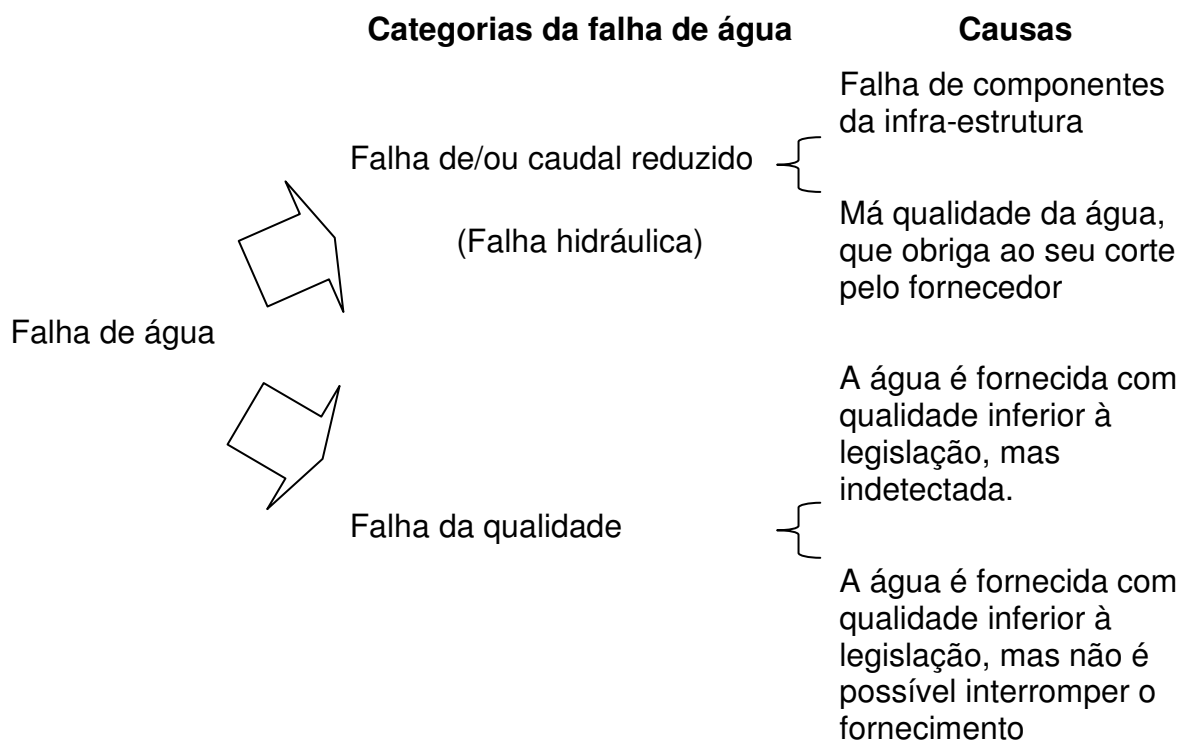 Categorias da falha de água
Causas
Falha de água
Falha de/ou caudal reduzido
(Falha hidráulica)
Falha de componentes
da infra-estrutura
Má qualidade da água,
que obriga ao seu corte
pelo fornecedor
Falha da qualidade
A água é fornecida com
qualidade inferior à
legislação, mas
indetectada.
A água é fornecida com
qualidade inferior à
legislação, mas não é
possível interromper o
fornecimento